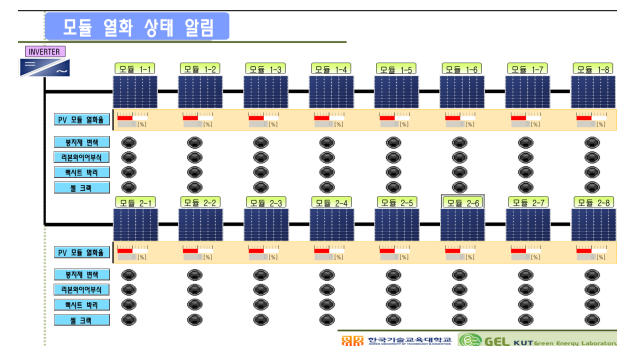 모듈 열화 상태 알림
INVERTER
모듈 1-1 모듈 1-2 모듈 1-3 모듈 1-4 모듈 1-5 모듈 1-6 모듈 1-7 모듈 1-8
PV 모듈 열화율 [%] [%] [%] [%] [%] [%] [%] [%]
봉지제 변색
리본와이어부식
백시트 박리
셀 크랙
모듈 2-1 모듈 2-2 모듈 2-3 모듈 2-4 모듈 2-5 모듈 2-6 모듈 2-7 모듈 2-8
PV 모듈 열화율 [%] [%] [%] [%] [%] [%] [%] [%]
봉지제 변색
리본와이어부식
백시트 박리
셀 크랙
한국기술교육대학교 GEL KUT Green Energy Laboratory